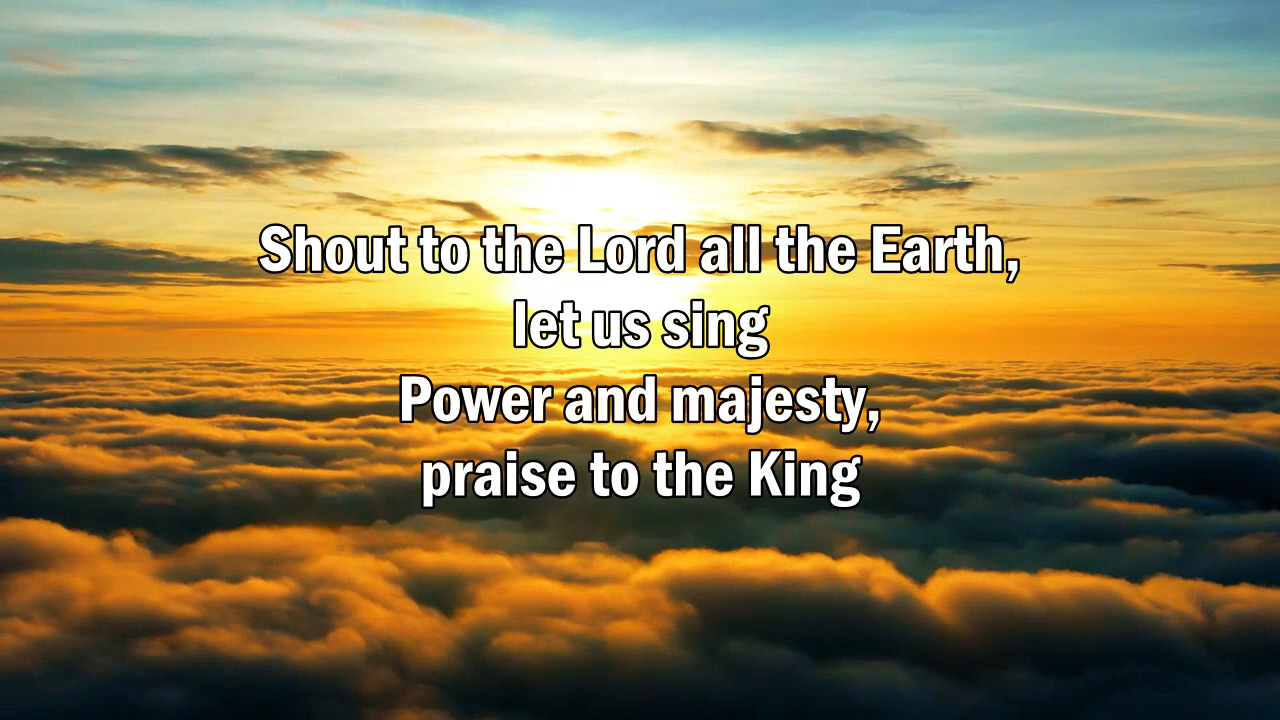 Shout to the Lord all the Earth,
let us sing
Power and majesty,
praise to the King